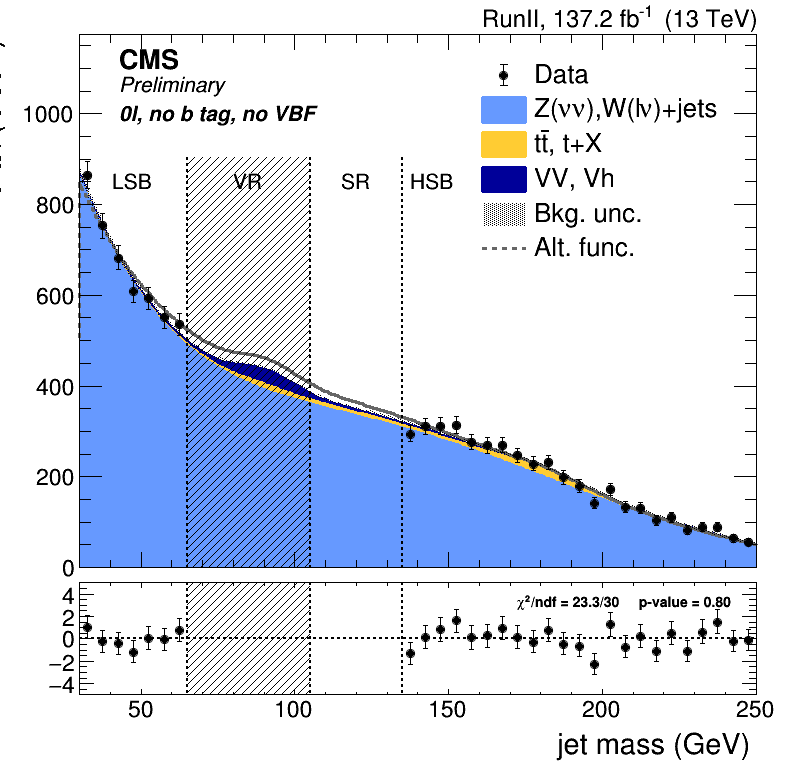 RunII, 137.2 fb⁻¹ (13 TeV)
CMS
Preliminary
0l, no b tag, no VBF
Data
Z(νν),W(lν)+jets
tt̄, t+X
VV, Vh
Bkg. unc.
Alt. func.
LSB VR SR HSB
1000
800
600
400
200
0
χ²/ndf = 23.3/30 p-value = 0.80
4
2
0
−2
−4
50 100 150 200 250
jet mass (GeV)